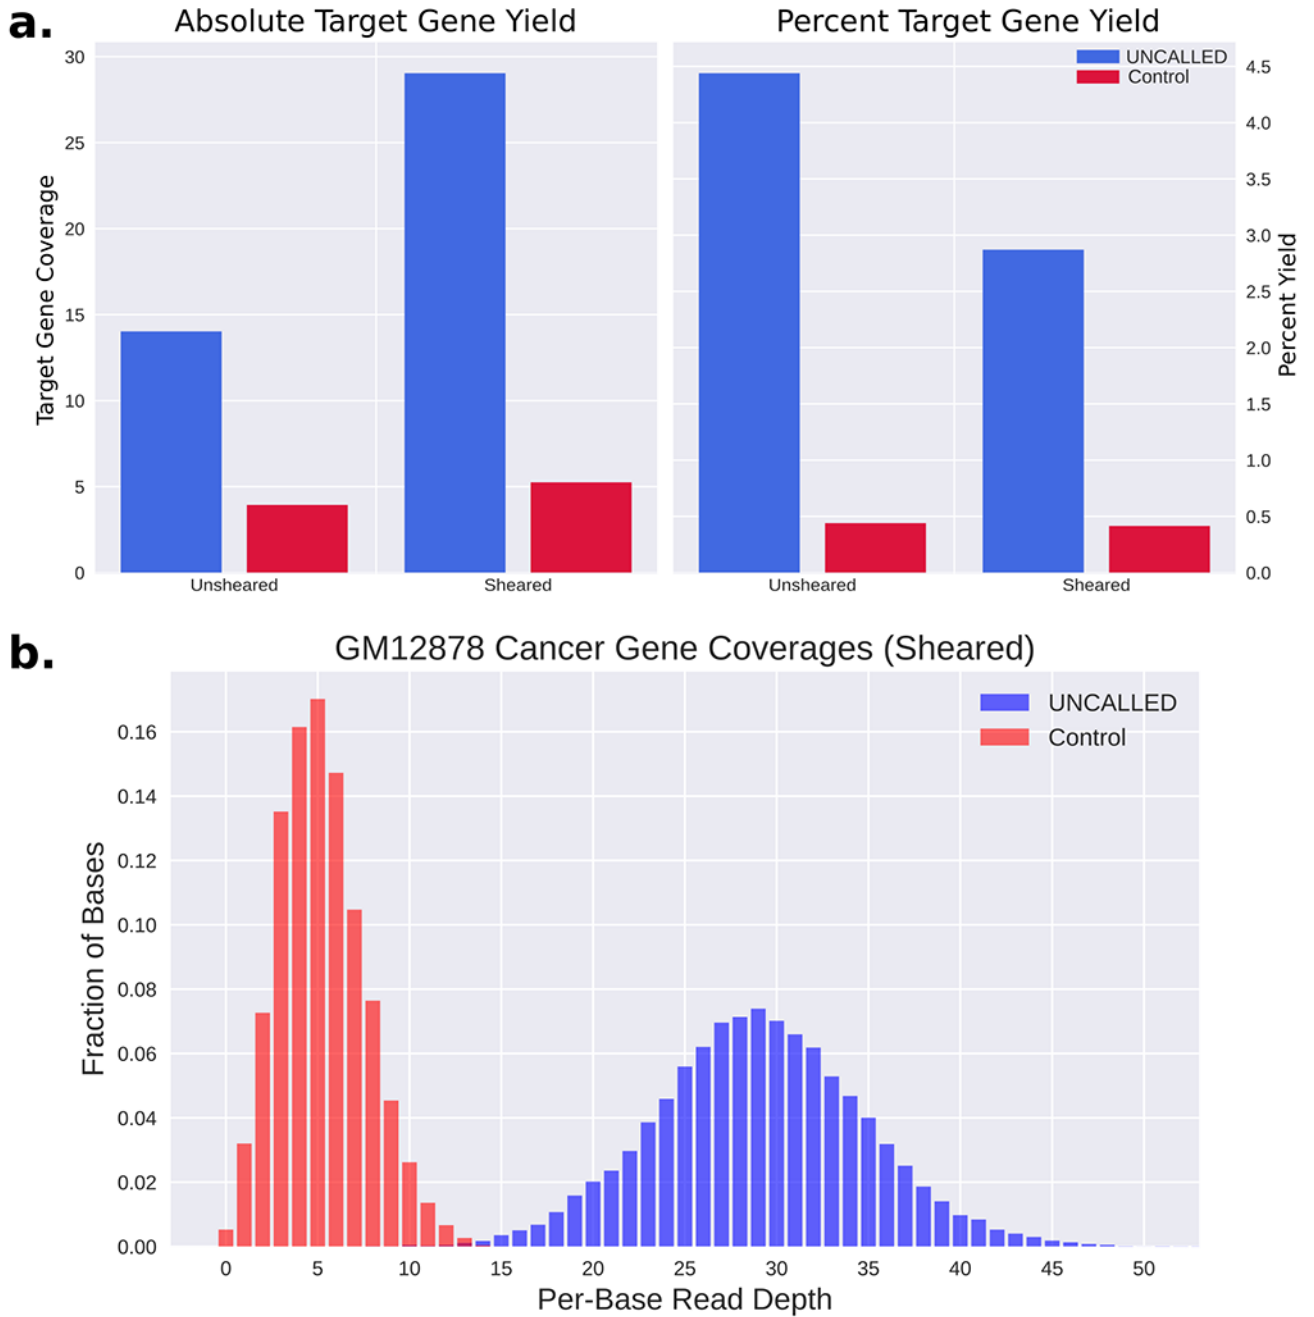 a.
Absolute Target Gene Yield
Percent Target Gene Yield
30
25
20
15
10
5
0
Target Gene Coverage
Unsheared
Sheared
UNCALLED
Control
4.5
4.0
3.5
3.0
2.5
2.0
1.5
1.0
0.5
0.0
Percent Yield
Unsheared
Sheared
b.
GM12878 Cancer Gene Coverages (Sheared)
UNCALLED
Control
0.16
0.14
0.12
0.10
0.08
0.06
0.04
0.02
0.00
Fraction of Bases
0 5 10 15 20 25 30 35 40 45 50
Per-Base Read Depth